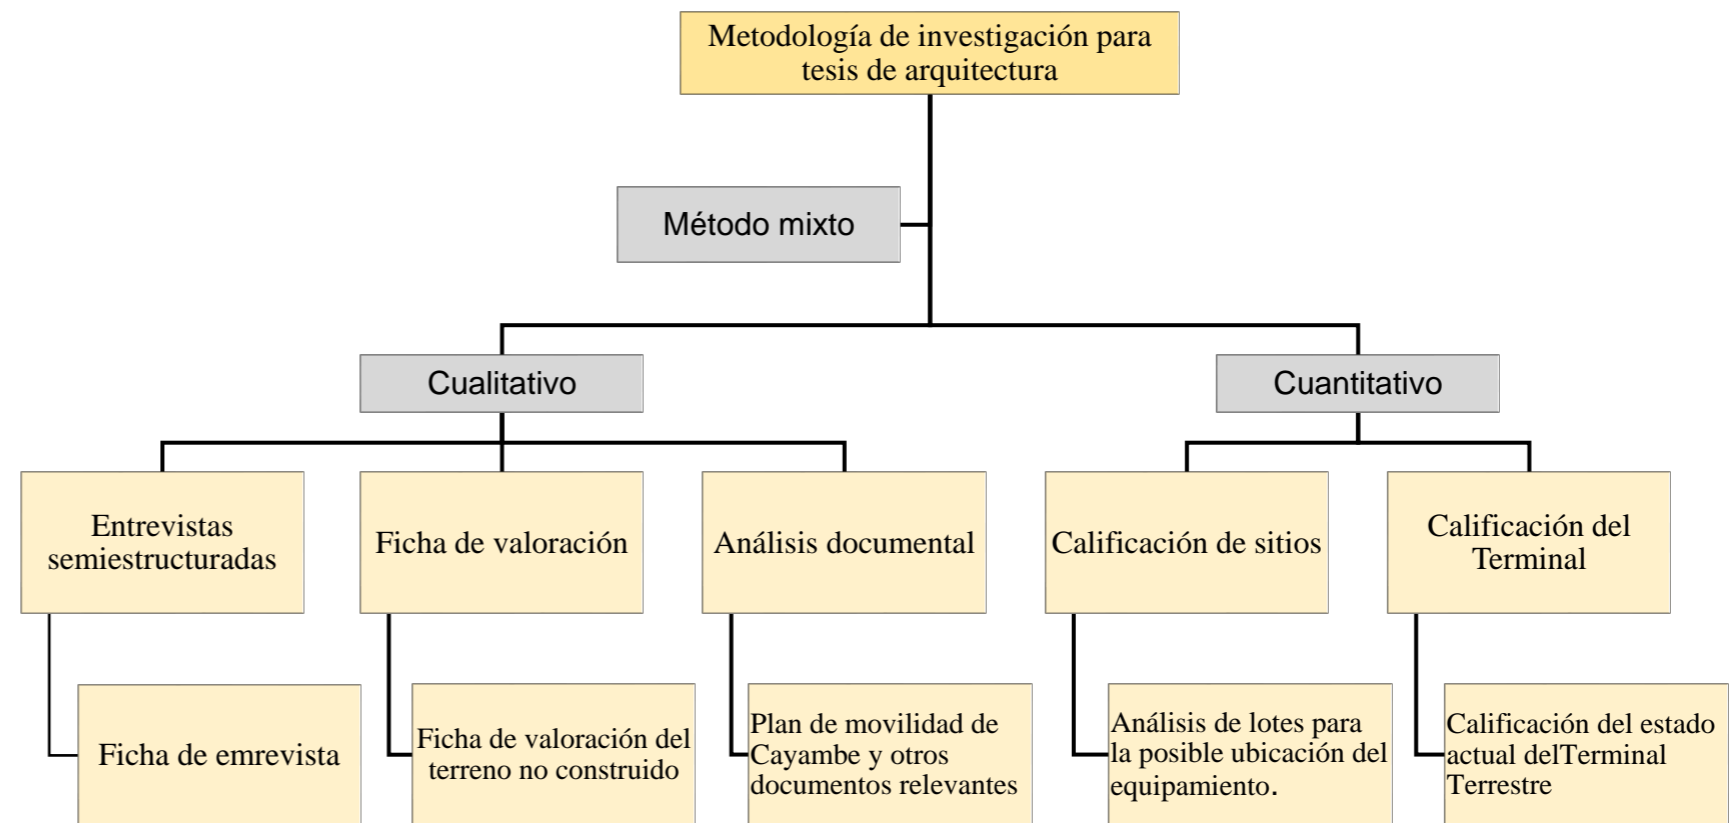 Metodología de investigación para
tesis de arquitectura
Método mixto
Cualitativo
Cuantitativo
Entrevistas
semiestructuradas
Ficha de valoración
Análisis documental
Calificación de sitios
Calificación del
Terminal
Ficha de emrevista
Ficha de valoración del
terreno no construido
Plan de movilidad de
Cayambe y otros
documentos relevantes
Análisis de lotes para
la posible ubicación del
equipamiento.
Calificación del estado
actual delTerminal
Terrestre